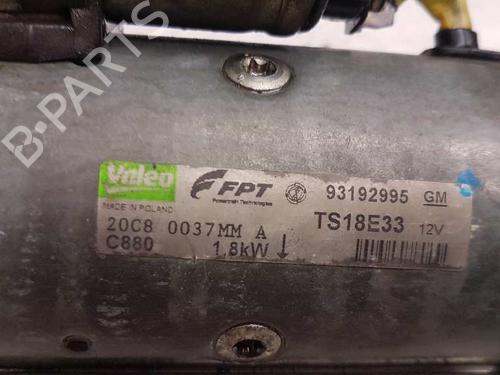 B-PARTS
Valeo
FPT
Powertrain Technologies
93192995 GM
MADE IN POLAND
TS18E33 12V
20C8 0037MM A
C880 1,8kW